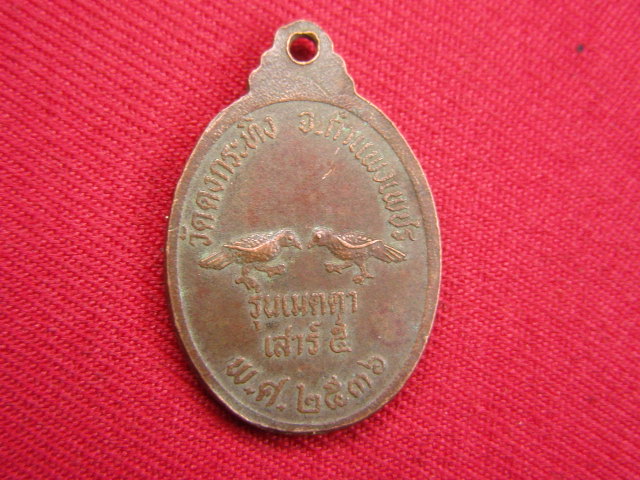 วัดดงกระทิง จ.กำแพงเพชร
รุ่นเมตตา
เสาร์ ๕
พ.ศ. ๒๕๓๖